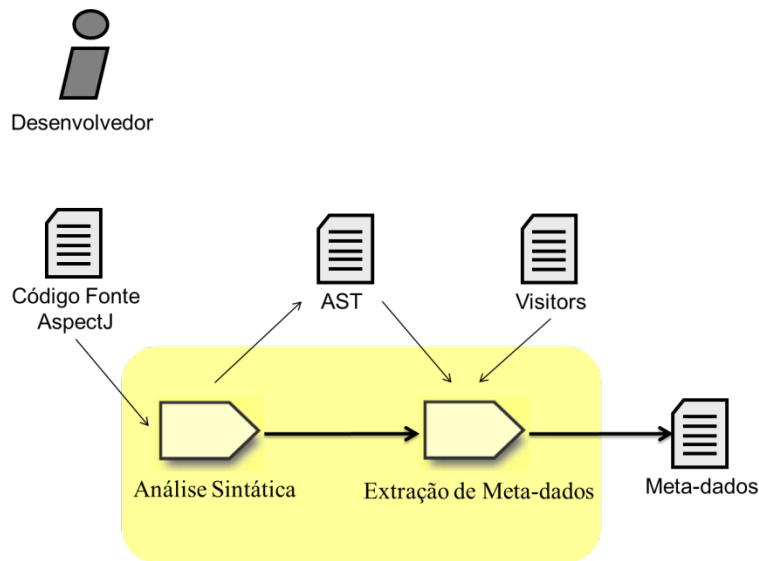 Desenvolvedor
Código Fonte
AspectJ
AST
Visitors
Análise Sintática
Extração de Meta-dados
Meta-dados